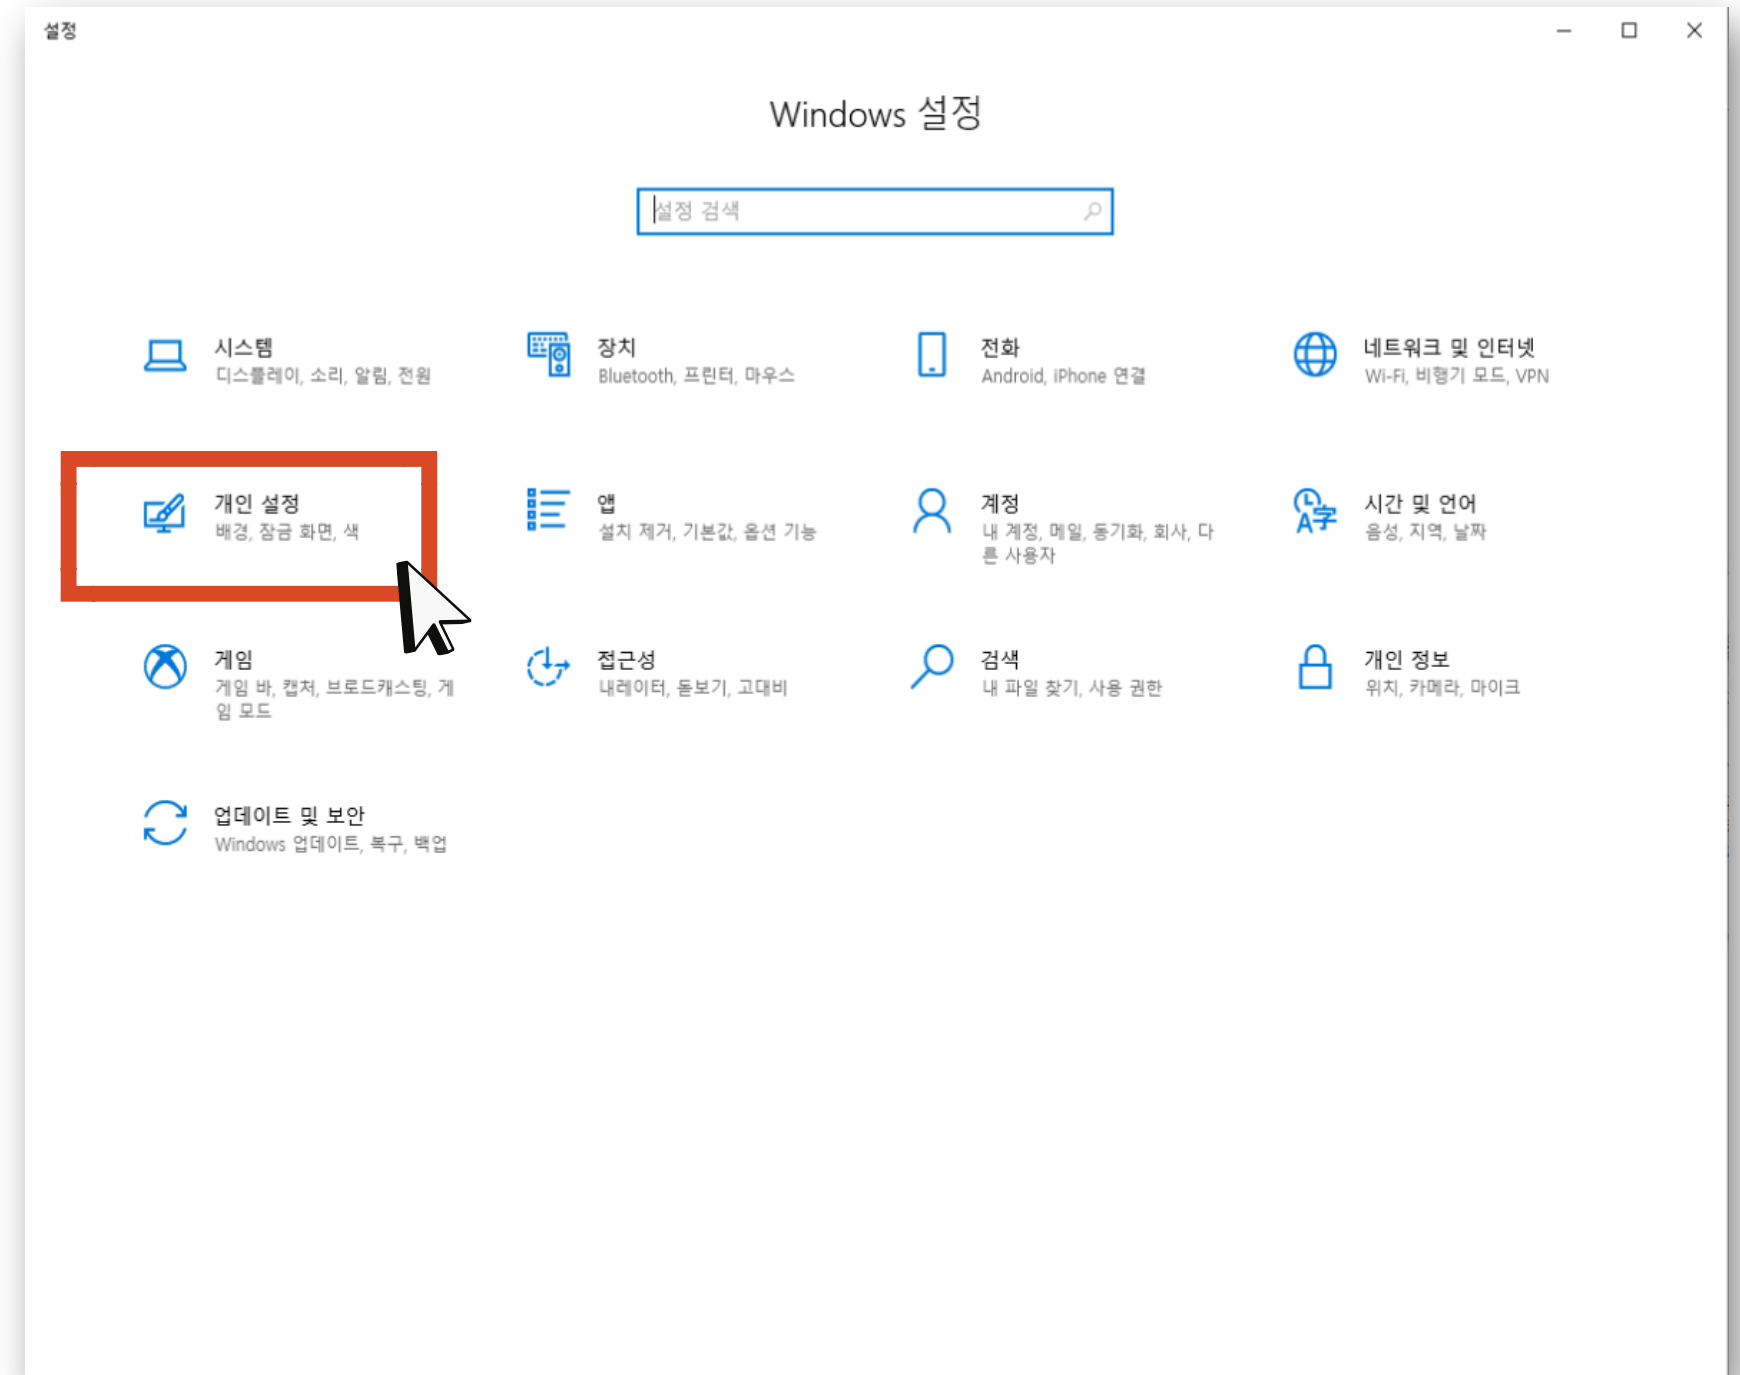 설정
Windows 설정
설정 검색
시스템
디스플레이, 소리, 알림, 전원
장치
Bluetooth, 프린터, 마우스
전화
Android, iPhone 연결
네트워크 및 인터넷
Wi-Fi, 비행기 모드, VPN
개인 설정
배경, 잠금 화면, 색
앱
설치 제거, 기본값, 옵션 기능
계정
내 계정, 메일, 동기화, 회사, 다
른 사용자
시간 및 언어
음성, 지역, 날짜
게임
게임 바, 캡처, 브로드캐스팅, 게
임 모드
접근성
내레이터, 돋보기, 고대비
검색
내 파일 찾기, 사용 권한
개인 정보
위치, 카메라, 마이크
업데이트 및 보안
Windows 업데이트, 복구, 백업